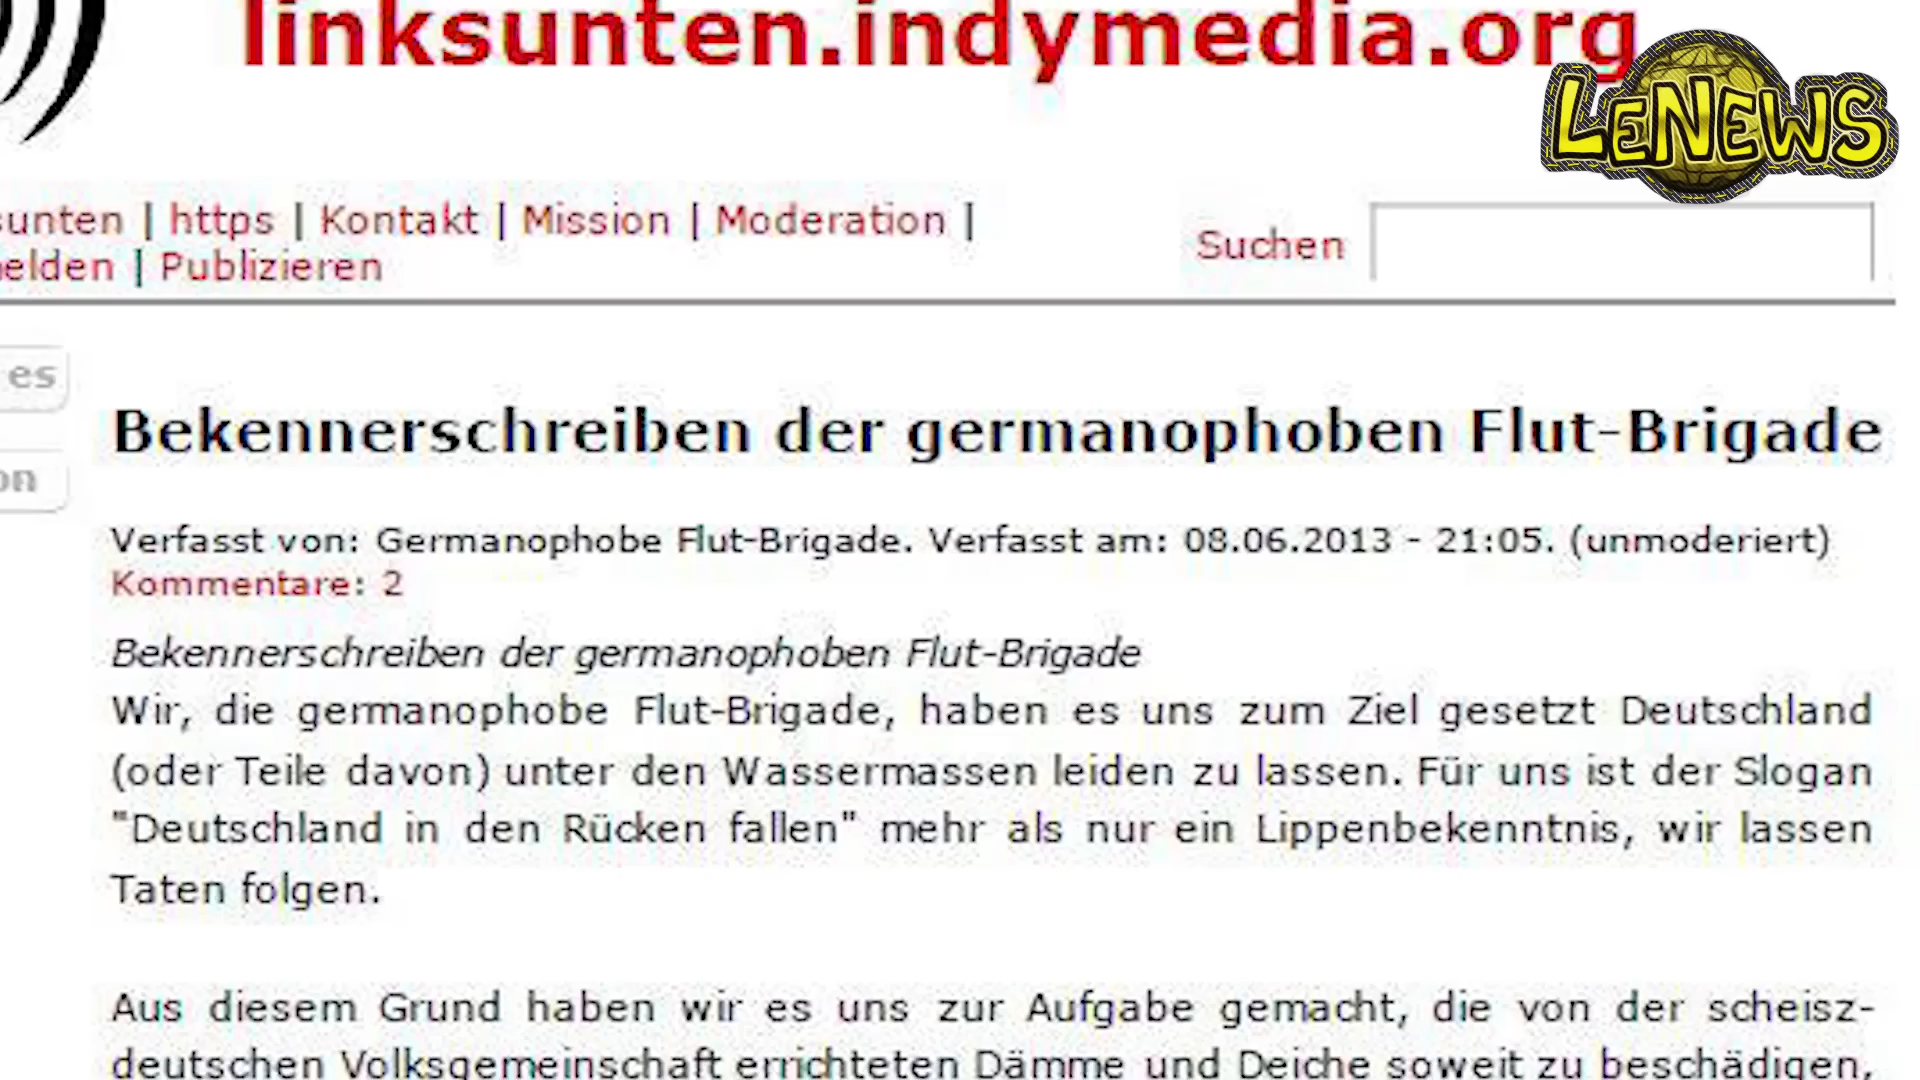 linksunten.indymedia.org
LeNews
sunten | https | Kontakt | Mission | Moderation |
elden | Publizieren
Suchen
es
on
Bekennerschreiben der germanophoben Flut-Brigade
Verfasst von: Germanophobe Flut-Brigade. Verfasst am: 08.06.2013 - 21:05. (unmoderiert)
Kommentare: 2
Bekennerschreiben der germanophoben Flut-Brigade
Wir, die germanophobe Flut-Brigade, haben es uns zum Ziel gesetzt Deutschland
(oder Teile davon) unter den Wassermassen leiden zu lassen. Für uns ist der Slogan
"Deutschland in den Rücken fallen" mehr als nur ein Lippenbekenntnis, wir lassen
Taten folgen.
Aus diesem Grund haben wir es uns zur Aufgabe gemacht, die von der scheisz-
deutschen Volksgemeinschaft errichteten Dämme und Deiche soweit zu beschädigen,